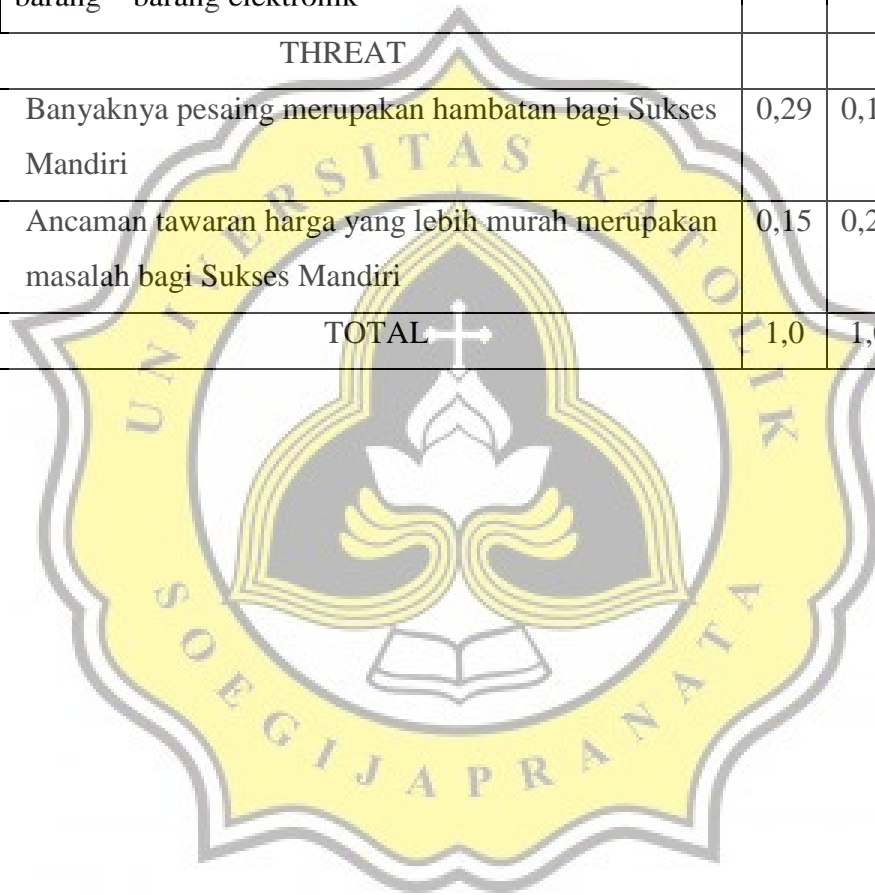 barang – barang elektronik
THREAT
Banyaknya pesaing merupakan hambatan bagi Sukses 0,29
Mandiri
Ancaman tawaran harga yang lebih murah merupakan 0,15
masalah bagi Sukses Mandiri
TOTAL 1,0
UNIVERSITAS KATOLIK
SOEGIJAPRANATA